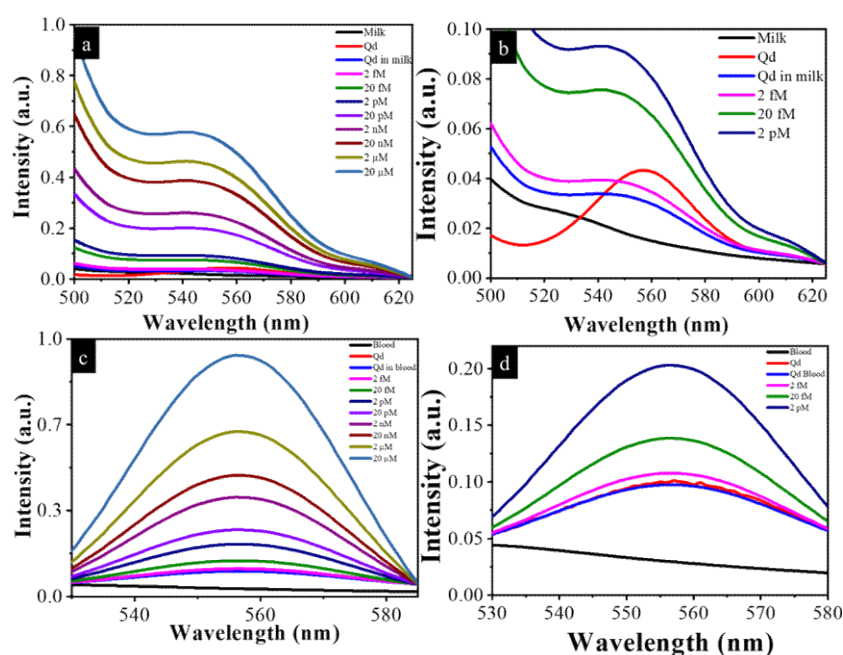 a
Intensity (a.u.)
1.0
0.8
0.6
0.4
0.2
0.0
500
520
540
560
580
600
620
Wavelength (nm)
Milk
Qd
Qd in milk
2 fM
20 fM
2 pM
20 pM
2 nM
20 nM
2 µM
20 µM
b
Intensity (a.u.)
0.10
0.08
0.06
0.04
0.02
0.00
500
520
540
560
580
600
620
Wavelength (nm)
Milk
Qd
Qd in milk
2 fM
20 fM
2 pM
c
Intensity (a.u.)
1.0
0.7
0.3
0.0
540
560
580
Wavelength (nm)
Blood
Qd
Qd in blood
2 fM
20 fM
2 pM
20 pM
2 nM
20 nM
2 µM
20 µM
d
Intensity (a.u.)
0.20
0.15
0.10
0.05
0.00
530
540
550
560
570
580
Wavelength (nm)
Blood
Qd
Qd Blood
2 fM
20 fM
2 pM